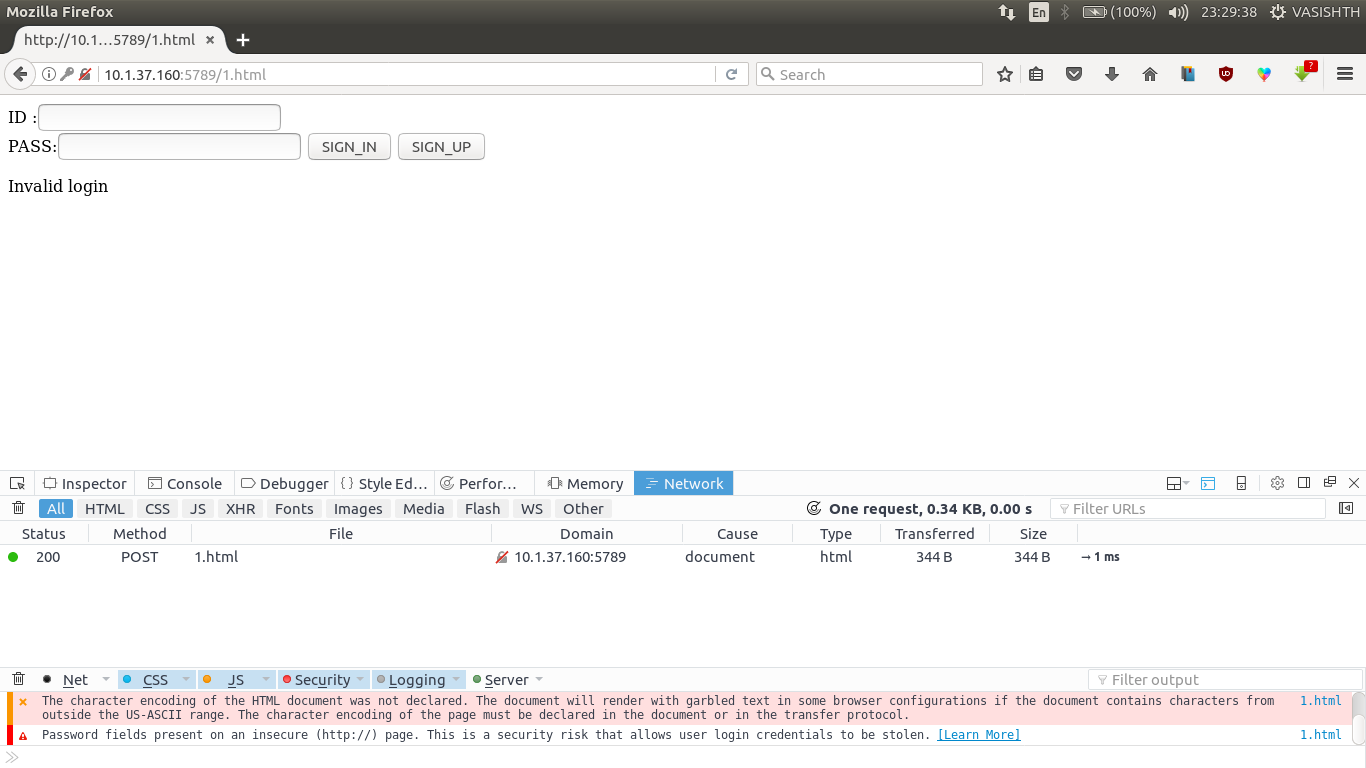 Mozilla Firefox
En (100%) 23:29:38 VASISHTH
http://10.1...5789/1.html × +
10.1.37.160:5789/1.html Search
ID :
PASS: SIGN_IN SIGN_UP
Invalid login
Inspector Console Debugger Style Ed... Perfor... Memory Network
All HTML CSS JS XHR Fonts Images Media Flash WS Other One request, 0.34 KB, 0.00 s Filter URLs
Status Method File Domain Cause Type Transferred Size
200 POST 1.html 10.1.37.160:5789 document html 344 B 344 B → 1 ms
Net CSS JS Security Logging Server Filter output
The character encoding of the HTML document was not declared. The document will render with garbled text in some browser configurations if the document contains characters from 1.html
outside the US-ASCII range. The character encoding of the page must be declared in the document or in the transfer protocol.
Password fields present on an insecure (http://) page. This is a security risk that allows user login credentials to be stolen. [Learn More] 1.html